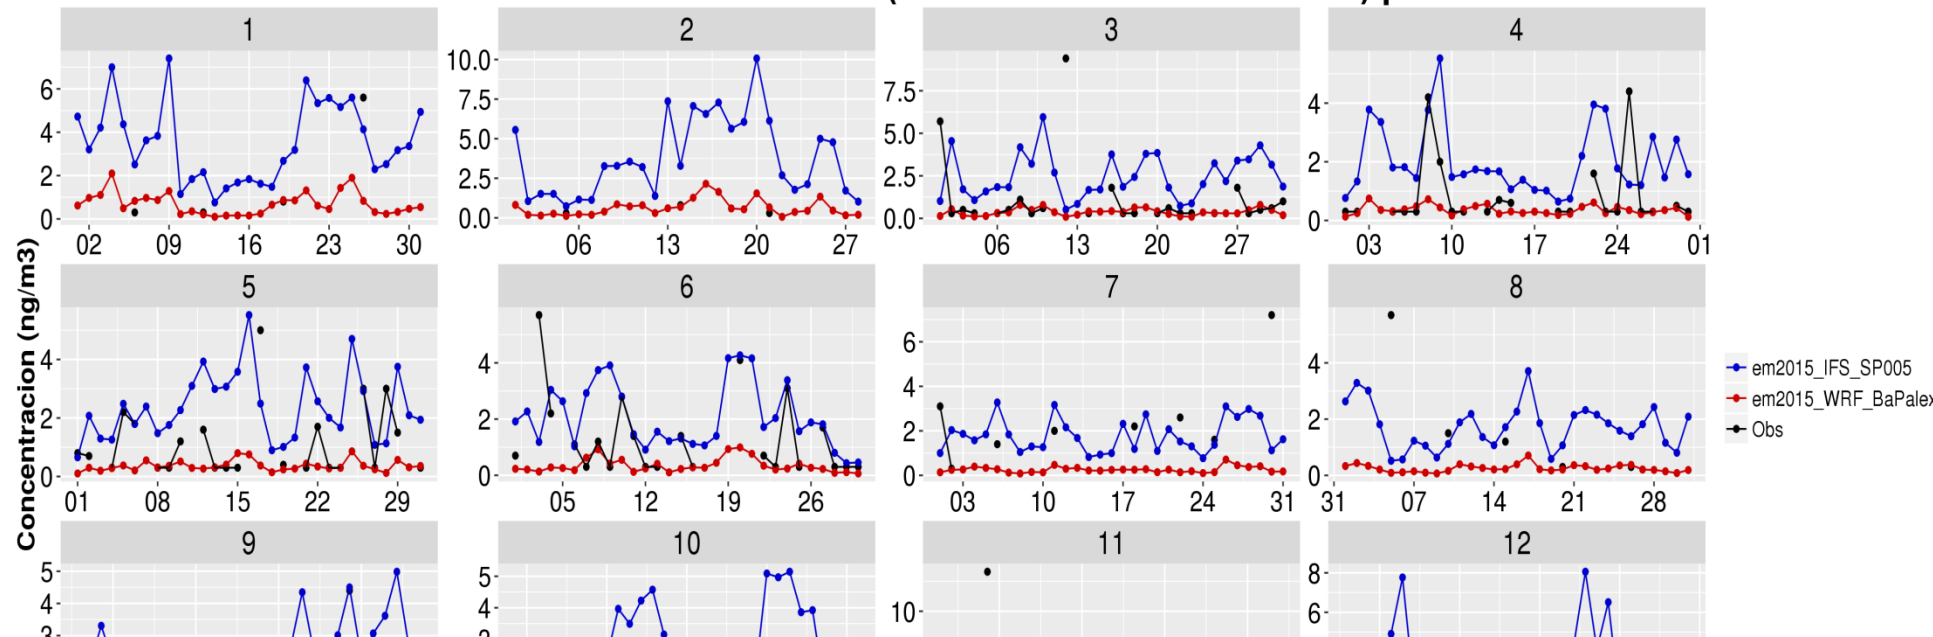 1 2 3 4
6 4 2 0
02 09 16 23 30
10.0 7.5 5.0 2.5 0.0
06 13 20 27
7.5 5.0 2.5 0.0
06 13 20 27
4 2 0
03 10 17 24 01
Concentracion (ng/m3)
5 6 7 8
4 2 0
01 08 15 22 29
4 2 0
05 12 19 26
6 4 2 0
03 10 17 24 31
4 2 0
31 07 14 21 28
em2015_IFS_SP005
em2015_WRF_BaPalex
Obs
9 10 11 12
5 4 3
5 4
10
8 6